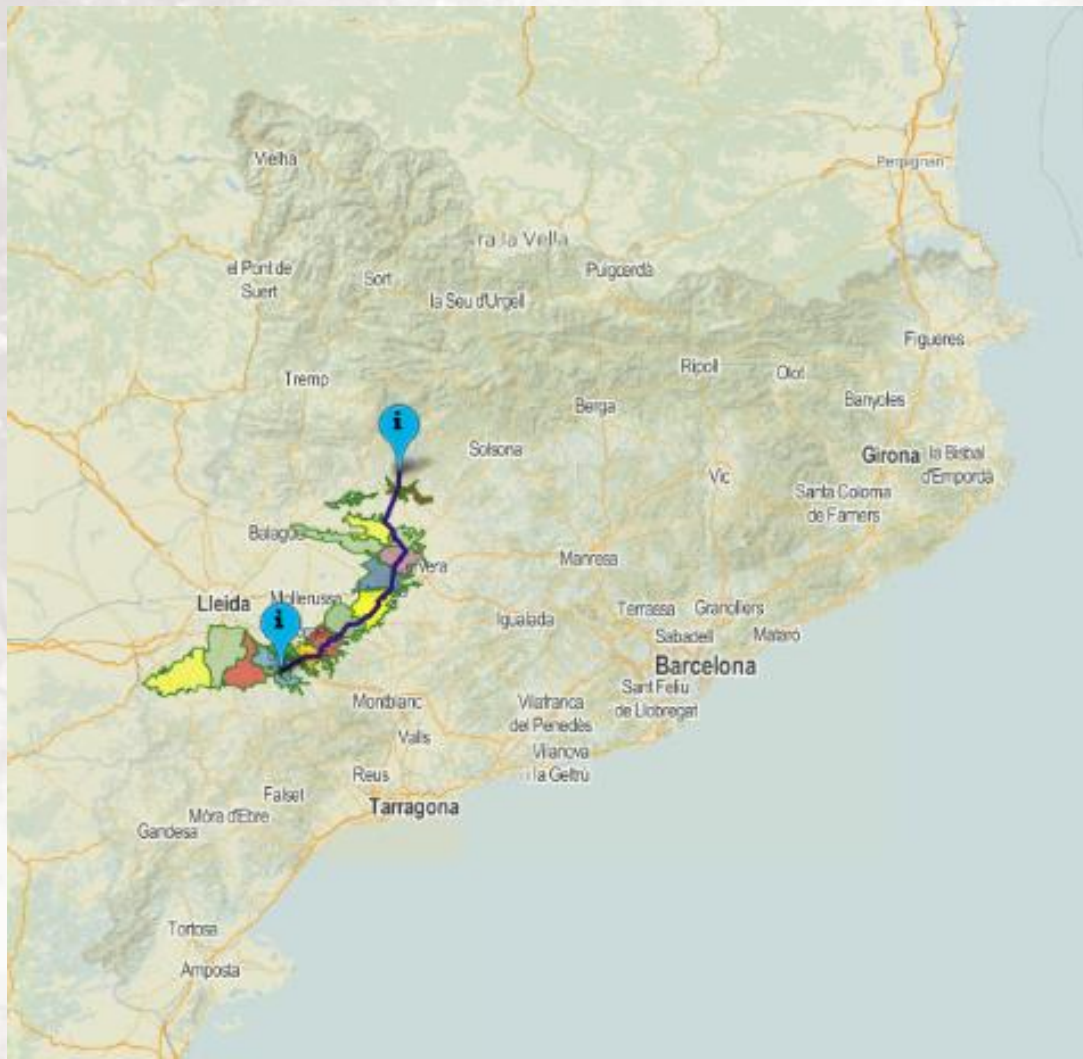 Vielha
Perpignan
ra la Vella
el Pont de
Suert
Sort
Puigcerdà
la Seu d'Urgell
Figueres
Tremp
Ripoll
Olot
Banyoles
Berga
i
Solsona
Girona
la Bisbal
d'Empordà
Vic
Santa Coloma
de Farners
Manresa
vera
Lleida
Mollerussa
i
Igualada
Terrassa
Granollers
Sabadell
Mataró
Barcelona
Sant Feliu
de Llobregat
Montblanc
Vilafranca
del Penedès
Valls
Vilanova
i la Geltrú
Reus
Falset
Tarragona
Móra d'Ebre
Gandesa
Tortosa
Amposta